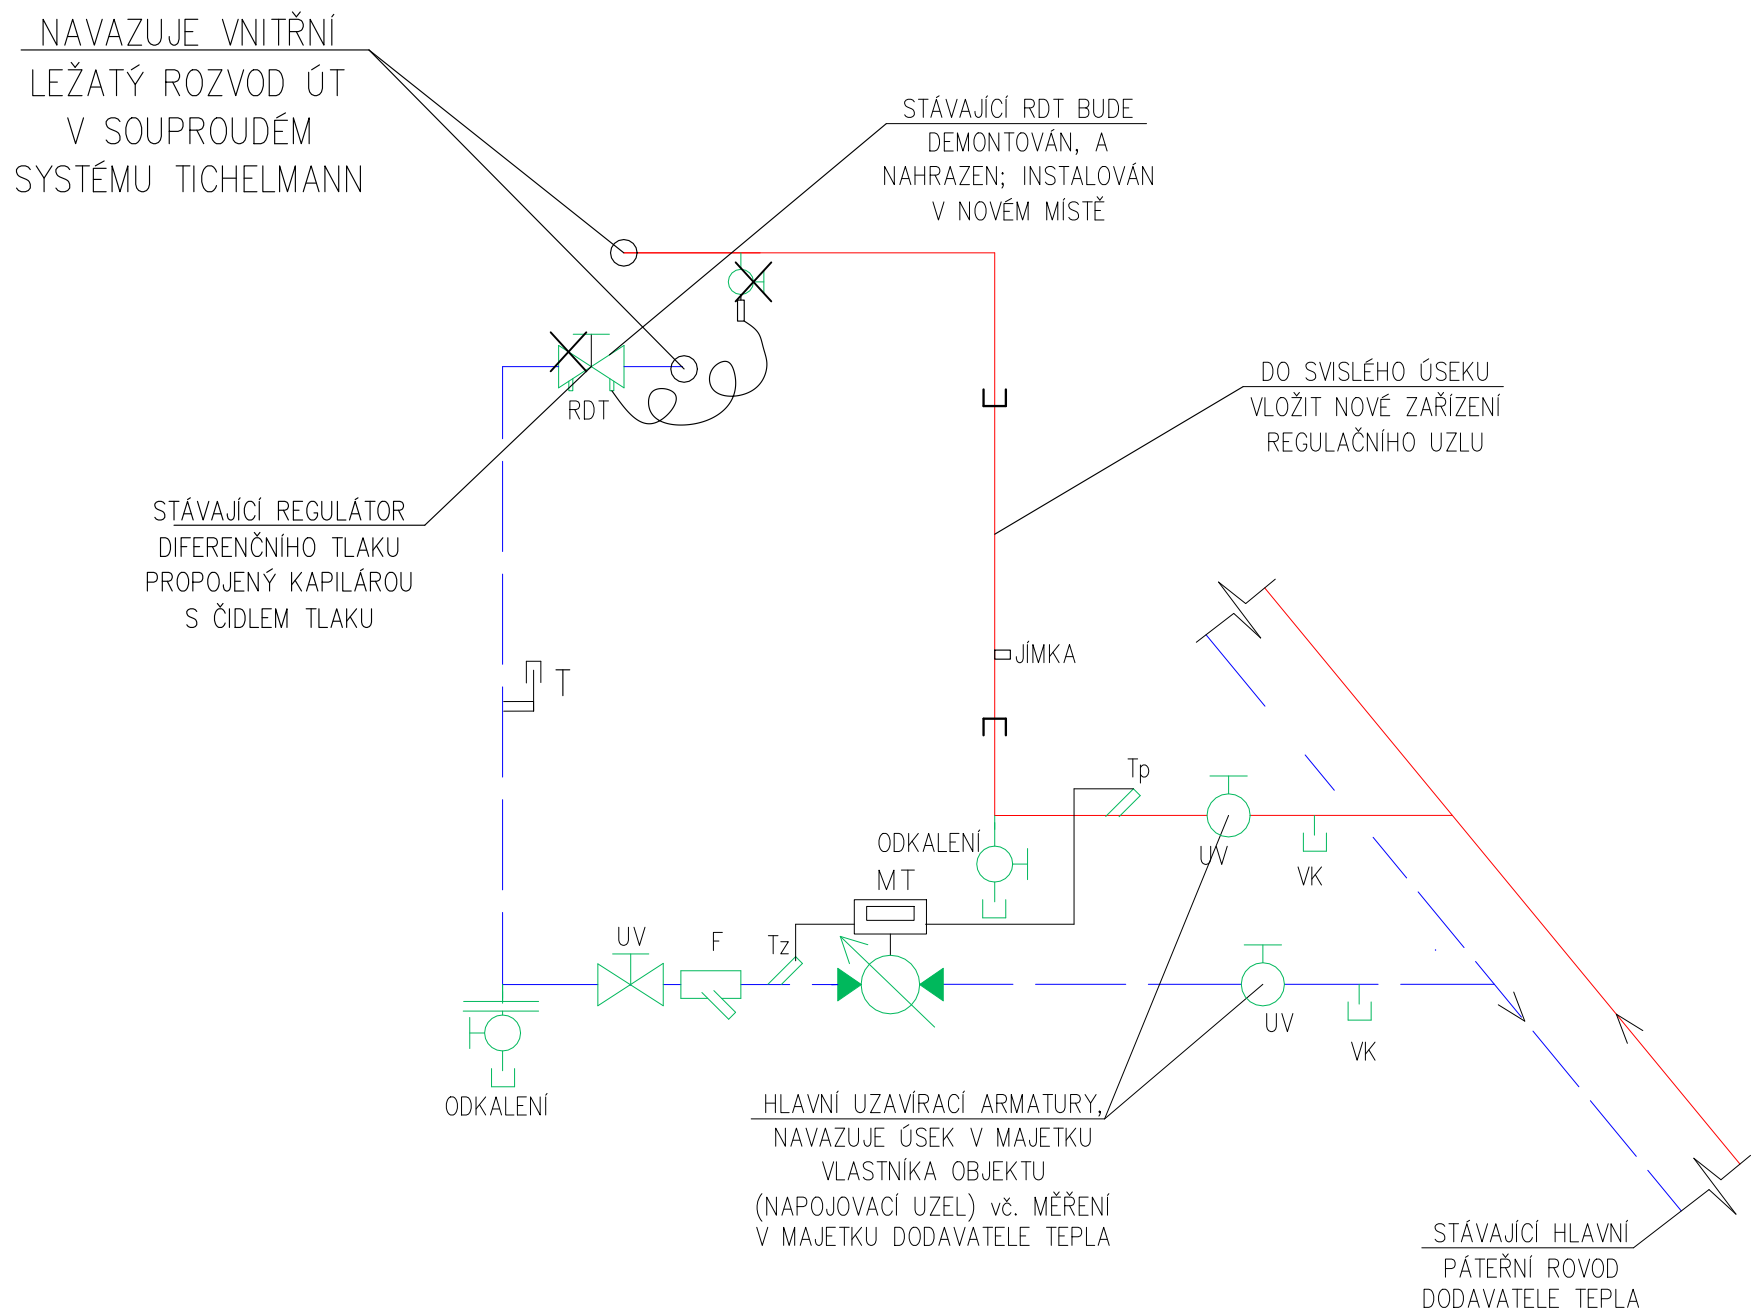 NAVAZUJE VNITŘNÍ
LEŽATÝ ROZVOD ÚT
V SOUPROUDÉM
SYSTÉMU TICHELMANN
STÁVAJÍCÍ RDT BUDE
DEMONTOVÁN, A
NAHRAZEN; INSTALOVÁN
V NOVÉM MÍSTĚ
RDT
DO SVISLÉHO ÚSEKU
VLOŽIT NOVÉ ZAŘÍZENÍ
REGULAČNÍHO UZLU
STÁVAJÍCÍ REGULÁTOR
DIFERENČNÍHO TLAKU
PROPOJENÝ KAPILÁROU
S ČIDLEM TLAKU
T
JÍMKA
Tp
ODKALENÍ
UV
VK
MT
UV
F
Tz
UV
VK
ODKALENÍ
HLAVNÍ UZAVÍRACÍ ARMATURY,
NAVAZUJE ÚSEK V MAJETKU
VLASTNÍKA OBJEKTU
(NAPOJOVACÍ UZEL) vč. MĚŘENÍ
V MAJETKU DODAVATELE TEPLA
STÁVAJÍCÍ HLAVNÍ
PÁTEŘNÍ ROVOD
DODAVATELE TEPLA